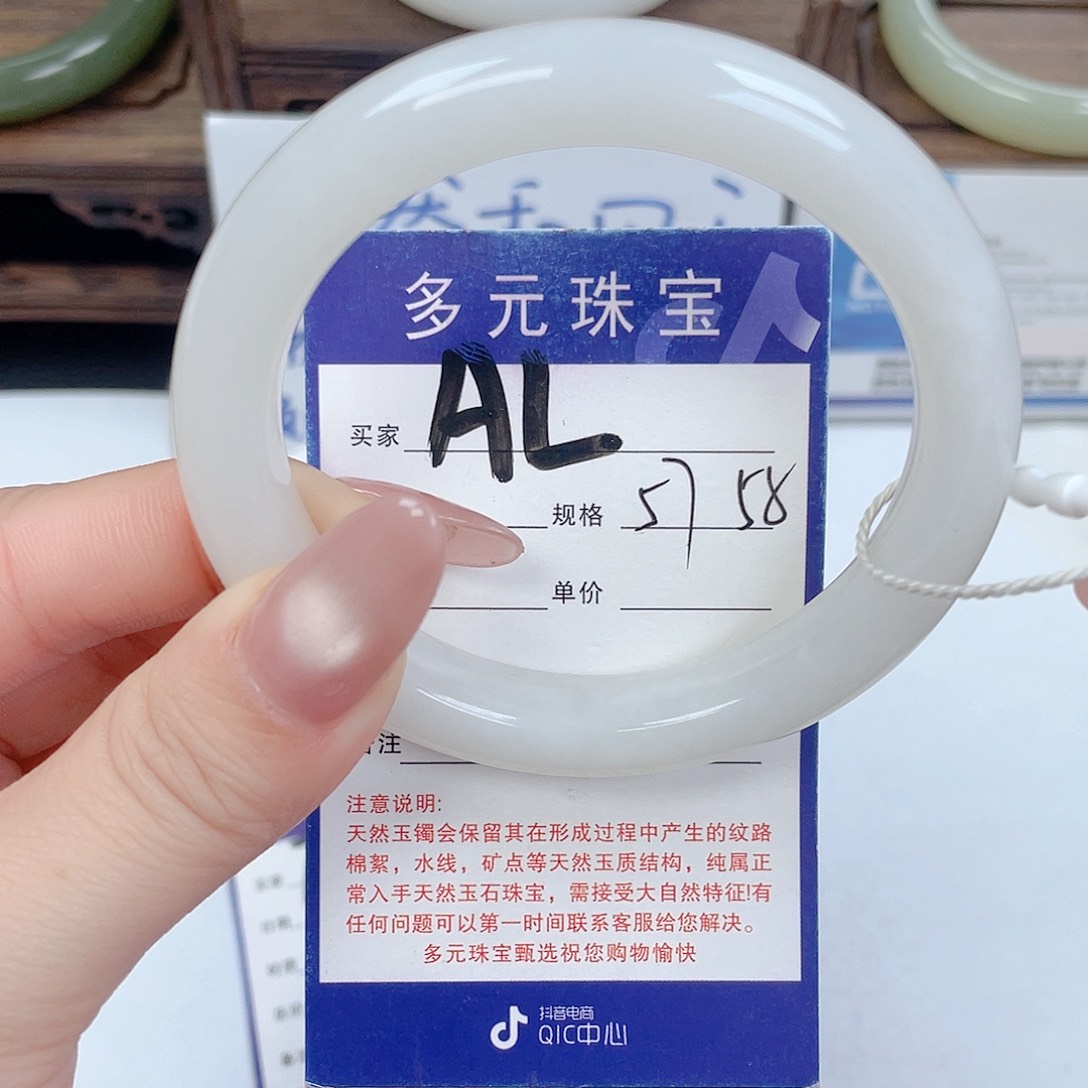 多元珠宝
买家 AL
规格 57 58
单价
注
注意说明:
天然玉镯会保留其在形成过程中产生的纹路
棉絮，水线，矿点等天然玉质结构，纯属正
常入手天然玉石珠宝，需接受大自然特征!有
任何问题可以第一时间联系客服给您解决。
多元珠宝甄选祝您购物愉快
抖音电商
QIC中心